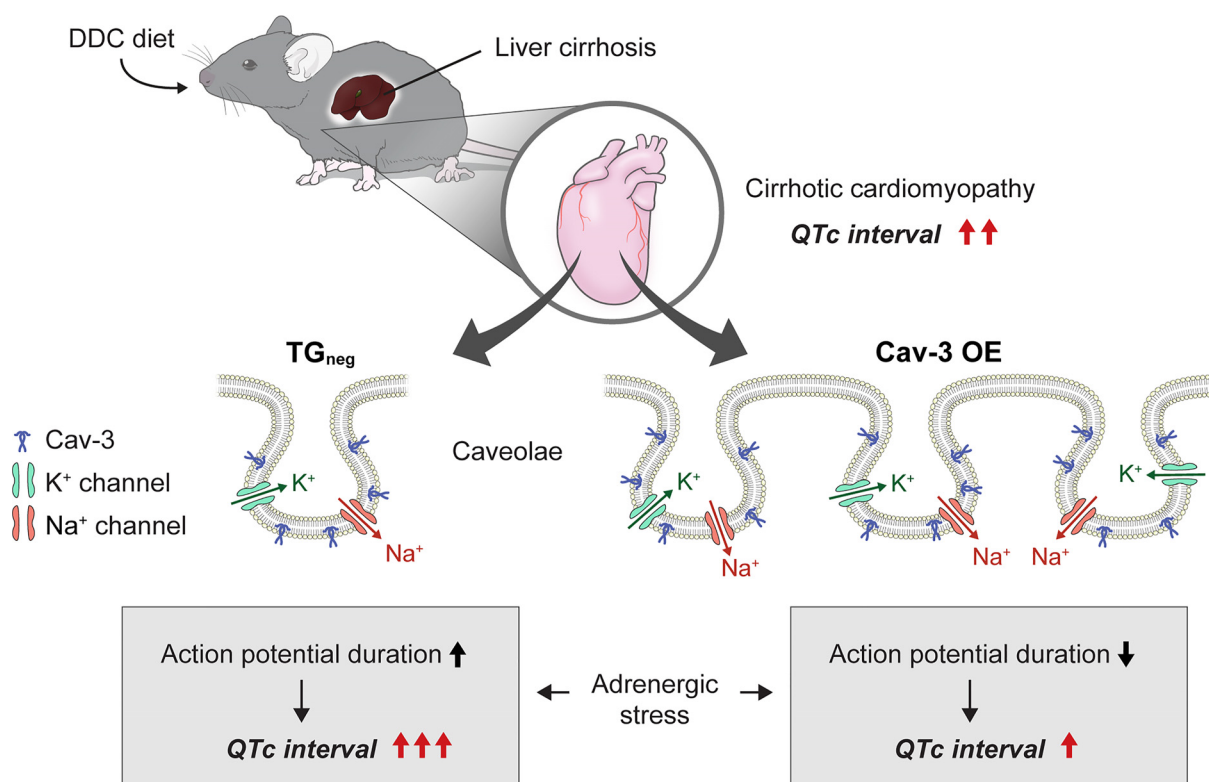 DDC diet
Liver cirrhosis
Cirrhotic cardiomyopathy
QTc interval ↑↑
TGneg
Cav-3 OE
Cav-3
K⁺ channel
Na⁺ channel
Caveolae
K⁺
Na⁺
K⁺
Na⁺
K⁺
Na⁺
Na⁺
K⁺
Action potential duration ↑
QTc interval ↑↑↑
Adrenergic
stress
Action potential duration ↓
QTc interval ↑